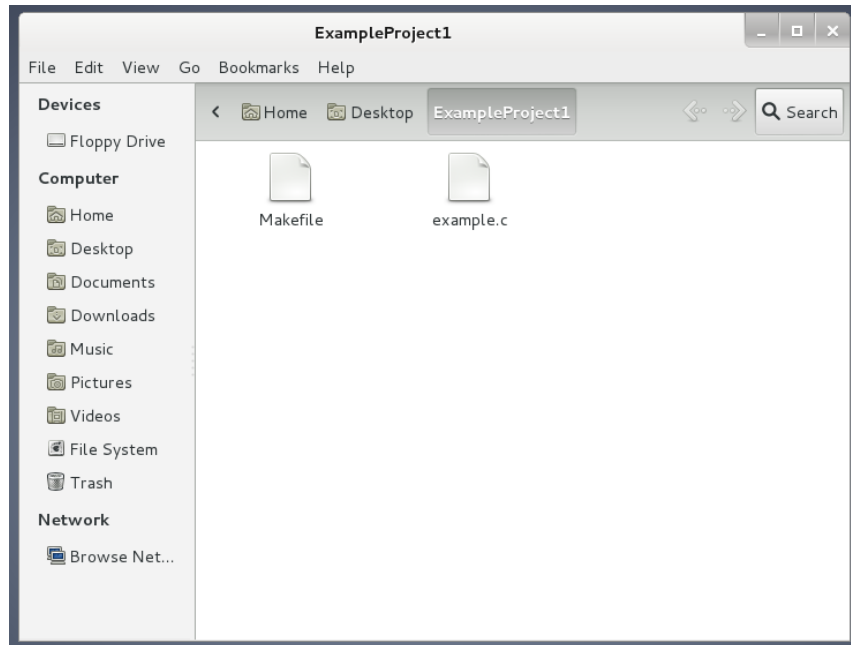 ExampleProject1
File Edit View Go Bookmarks Help
Devices
Floppy Drive
Computer
Home
Desktop
Documents
Downloads
Music
Pictures
Videos
File System
Trash
Network
Browse Net...
Home Desktop ExampleProject1 Search
Makefile example.c